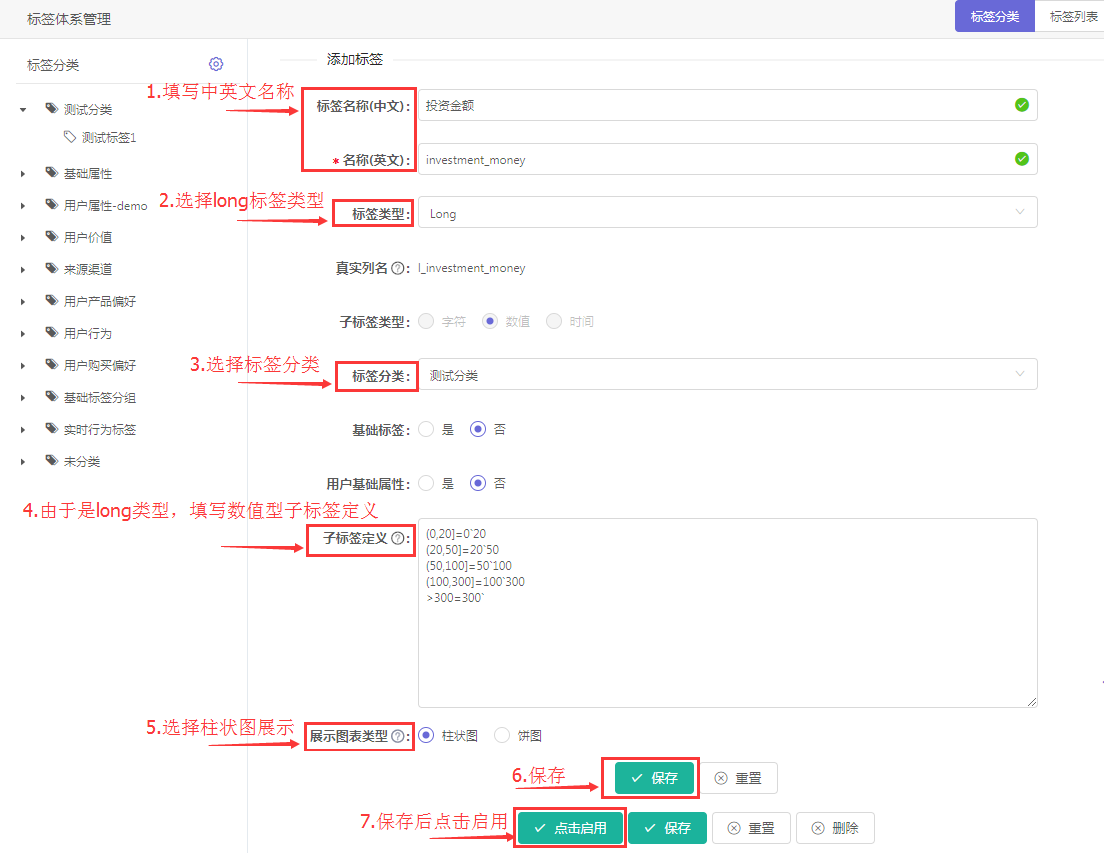 标签体系管理
标签分类
标签列表
标签分类
添加标签
1.填写中英文名称
标签名称(中文):
投资金额
测试分类
测试标签1
* 名称(英文):
investment_money
基础属性
用户属性-demo
2.选择long标签类型
标签类型:
Long
用户价值
来源渠道
真实列名 ? :
l_investment_money
用户产品偏好
子标签类型:
字符
数值
时间
用户行为
用户购买偏好
3.选择标签分类
标签分类:
测试分类
基础标签分组
实时行为标签
基础标签:
是
否
未分类
用户基础属性:
是
否
4.由于是long类型，填写数值型子标签定义
子标签定义 ? :
(0,20]=0`20
(20,50]=20`50
(50,100]=50`100
(100,300]=100`300
>300=300`
5.选择柱状图展示
展示图表类型 ? :
柱状图
饼图
6.保存
保存
重置
7.保存后点击启用
点击启用
保存
重置
删除